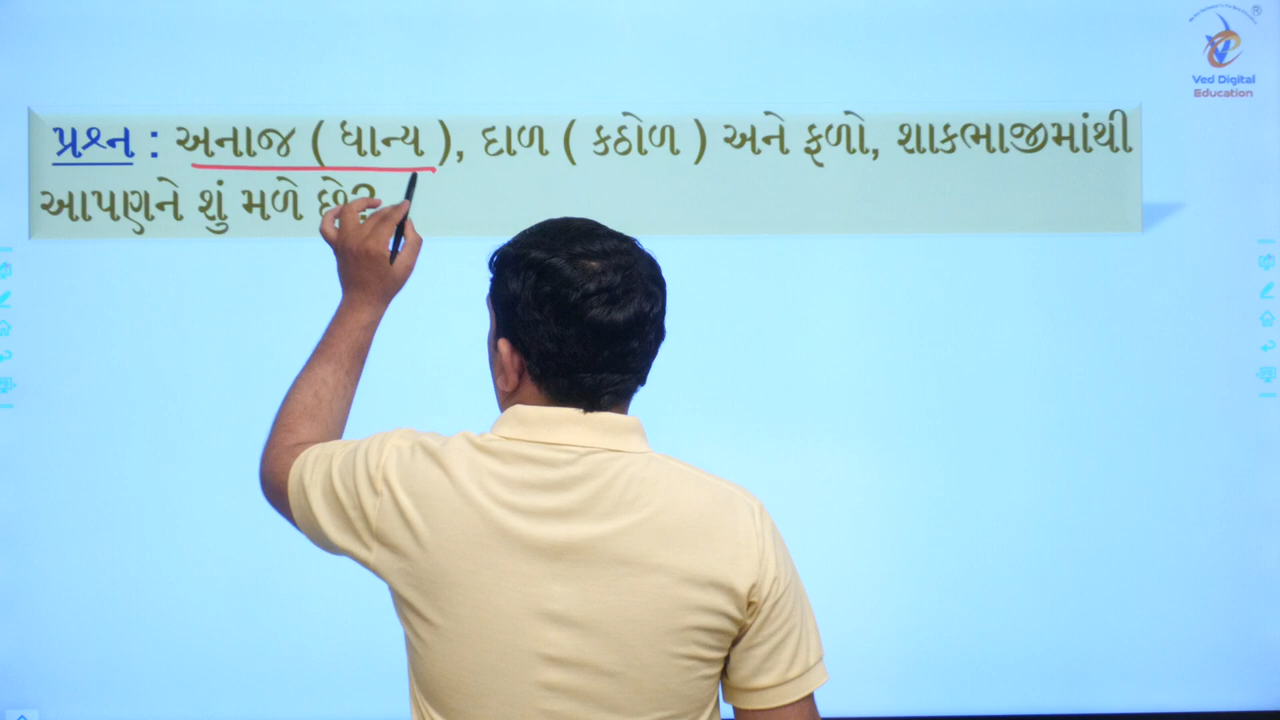 Ved Digital
Education
પ્રશ્ન : અનાજ ( ધાન્ય ), દાળ ( કઠોળ ) અને ફળો, શાકભાજીમાંથી
આપણને શું મળે છે?